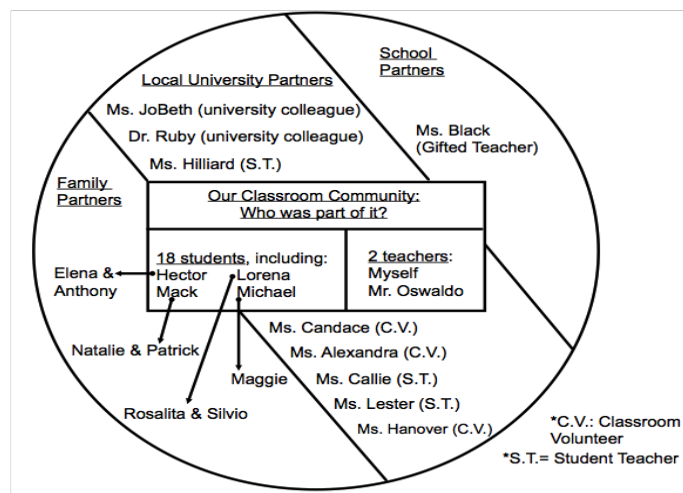 School
Partners
Local University Partners
Ms. JoBeth (university colleague)
Dr. Ruby (university colleague)
Ms. Hilliard (S.T.)
Ms. Black
(Gifted Teacher)
Family
Partners
Our Classroom Community:
Who was part of it?
18 students, including:
Hector
Lorena
Mack
Michael
2 teachers:
Myself
Mr. Oswaldo
Elena &
Anthony
Natalie & Patrick
Maggie
Rosalita & Silvio
Ms. Candace (C.V.)
Ms. Alexandra (C.V.)
Ms. Callie (S.T.)
Ms. Lester (S.T.)
Ms. Hanover (C.V.)
*C.V.: Classroom
Volunteer
*S.T.= Student Teacher